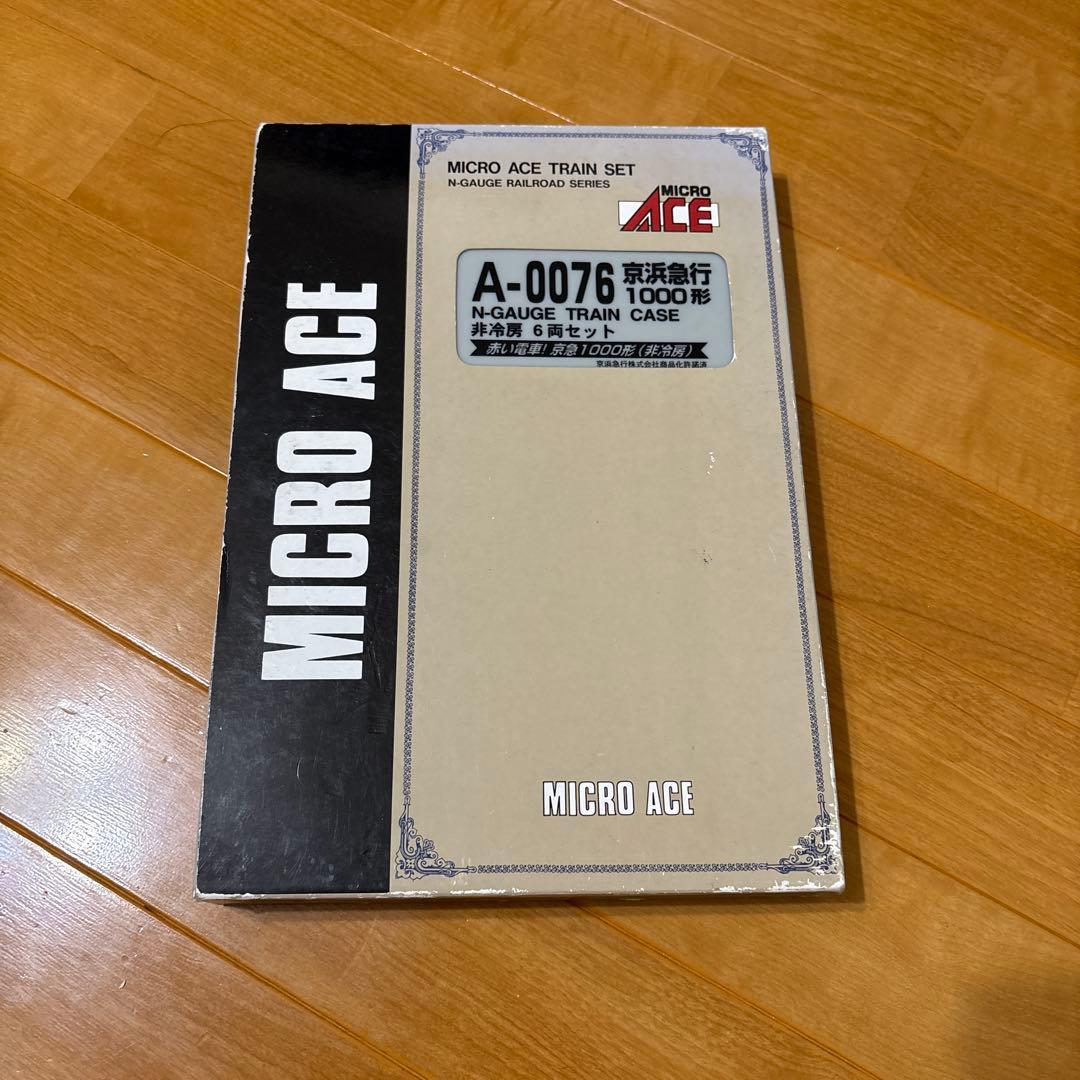 MICRO ACE TRAIN SET
N-GAUGE RAILROAD SERIES
MICRO
ACE
A-0076 京浜急行
1000形
N-GAUGE TRAIN CASE
非冷房 6両セット
赤い電車! 京急1000形(非冷房)
京浜急行株式会社商品化許諾済
MICRO ACE
MICRO ACE